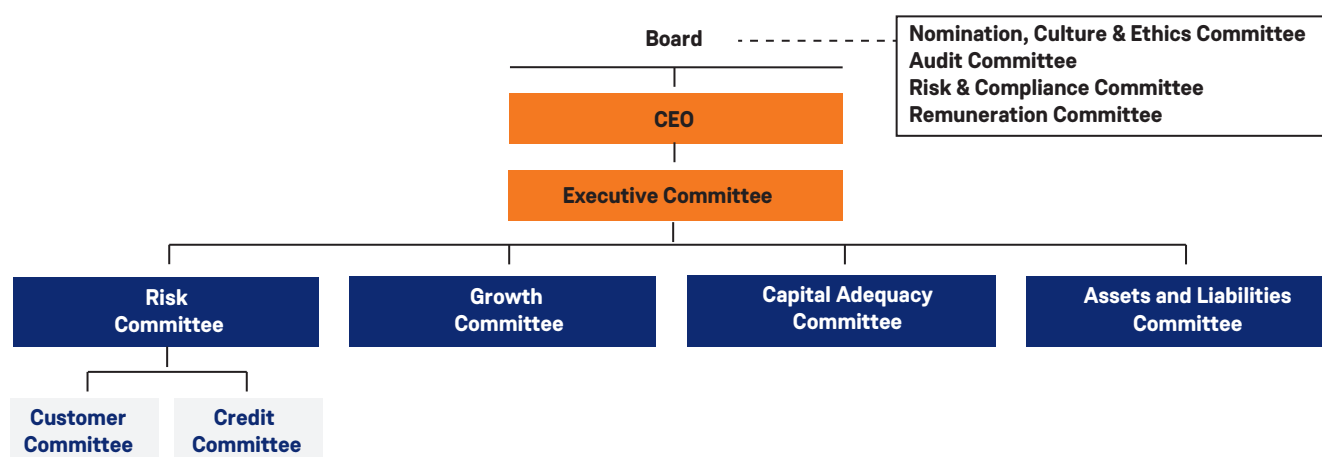 Board
Nomination, Culture & Ethics Committee
Audit Committee
Risk & Compliance Committee
Remuneration Committee
CEO
Executive Committee
Risk
Committee
Growth
Committee
Capital Adequacy
Committee
Assets and Liabilities
Committee
Customer
Committee
Credit
Committee